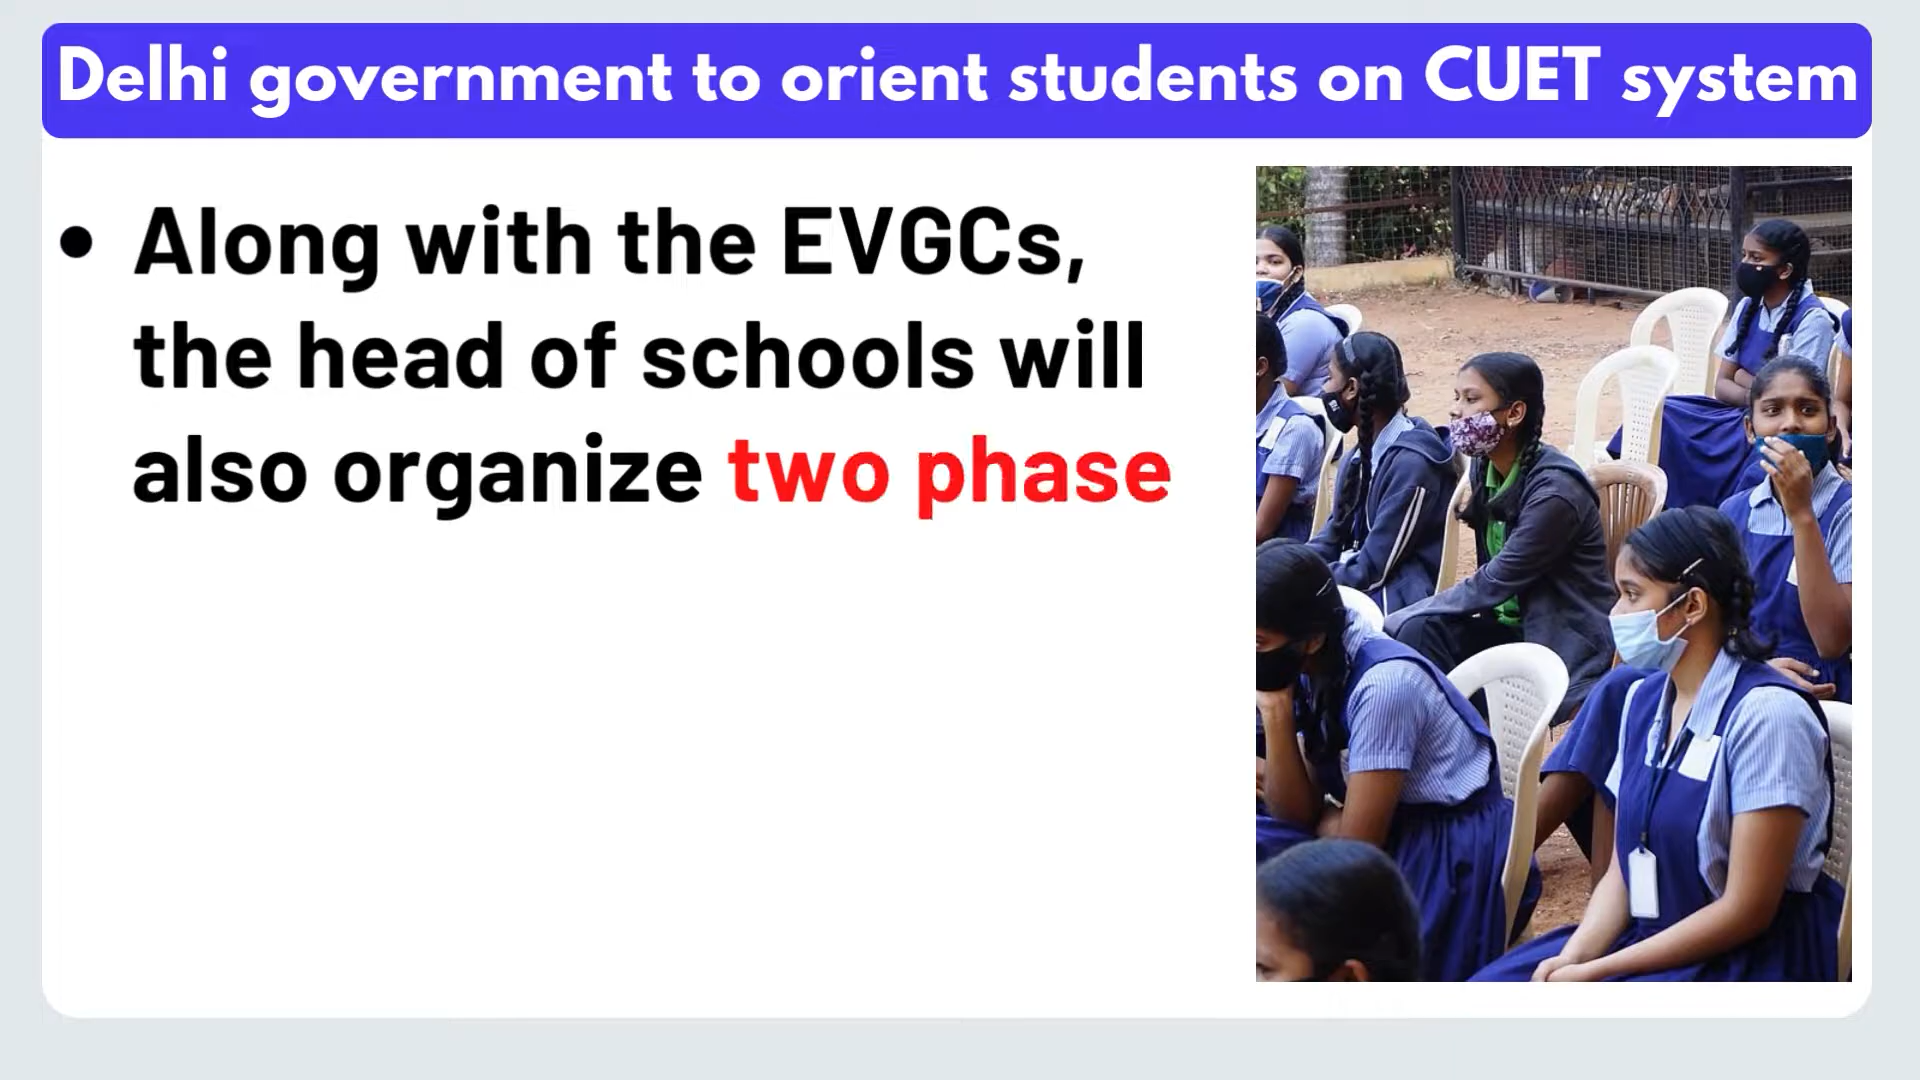 Delhi government to orient students on CUET system
• Along with the EVGCs,
the head of schools will
also organize two phase